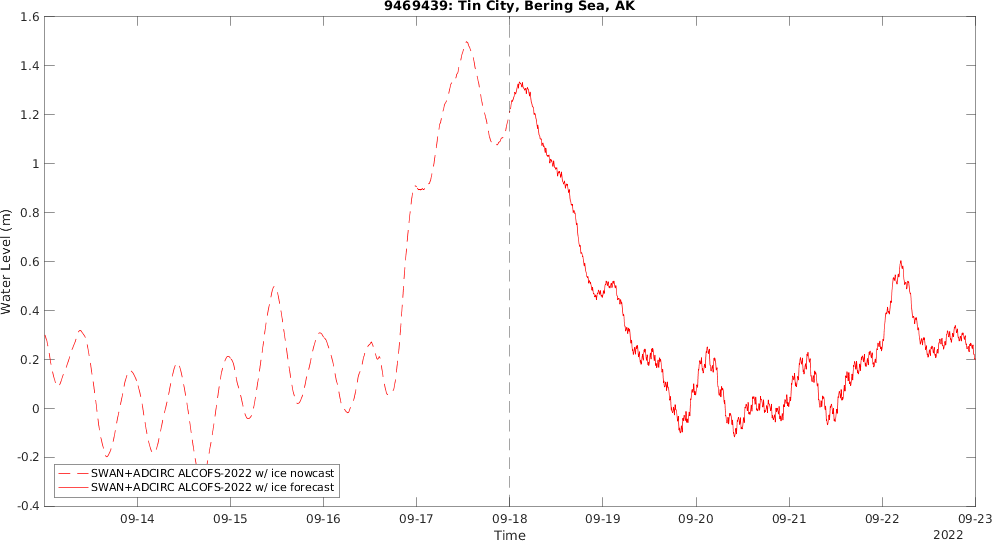 9469439: Tin City, Bering Sea, AK
1.6
1.4
1.2
1
0.8
0.6
0.4
0.2
0
-0.2
-0.4
Water Level (m)
SWAN+ADCIRC ALCOFS-2022 w/ ice nowcast
SWAN+ADCIRC ALCOFS-2022 w/ ice forecast
09-14 09-15 09-16 09-17 09-18 09-19 09-20 09-21 09-22 09-23
Time
2022